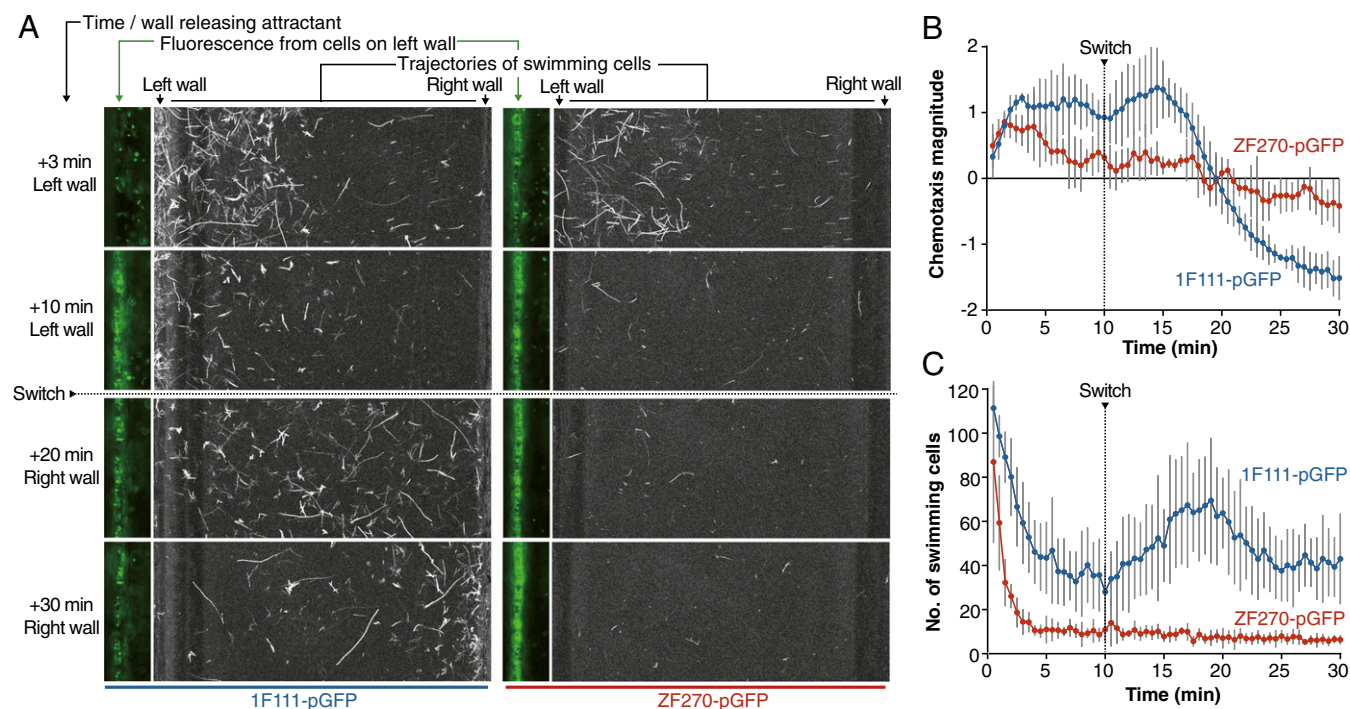 A
Time / wall releasing attractant
Fluorescence from cells on left wall
Trajectories of swimming cells
Left wall
Right wall
Left wall
Right wall
+3 min
Left wall
+10 min
Left wall
Switch
+20 min
Right wall
+30 min
Right wall
1F111-pGFP
ZF270-pGFP
B
Switch
Chemotaxis magnitude
2
1
0
-1
-2
ZF270-pGFP
1F111-pGFP
0
5
10
15
20
25
30
Time (min)
C
Switch
No. of swimming cells
120
100
80
60
40
20
0
1F111-pGFP
ZF270-pGFP
0
5
10
15
20
25
30
Time (min)